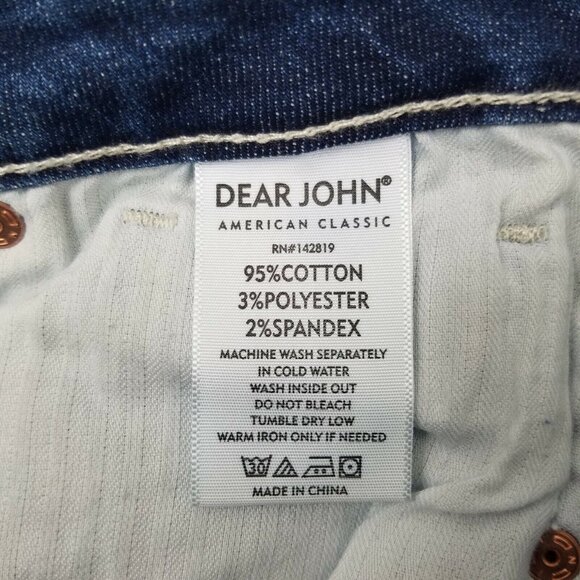 DEAR JOHN®
AMERICAN CLASSIC
RN#142819
95%COTTON
3%POLYESTER
2%SPANDEX
MACHINE WASH SEPARATELY
IN COLD WATER
WASH INSIDE OUT
DO NOT BLEACH
TUMBLE DRY LOW
WARM IRON ONLY IF NEEDED
30
MADE IN CHINA